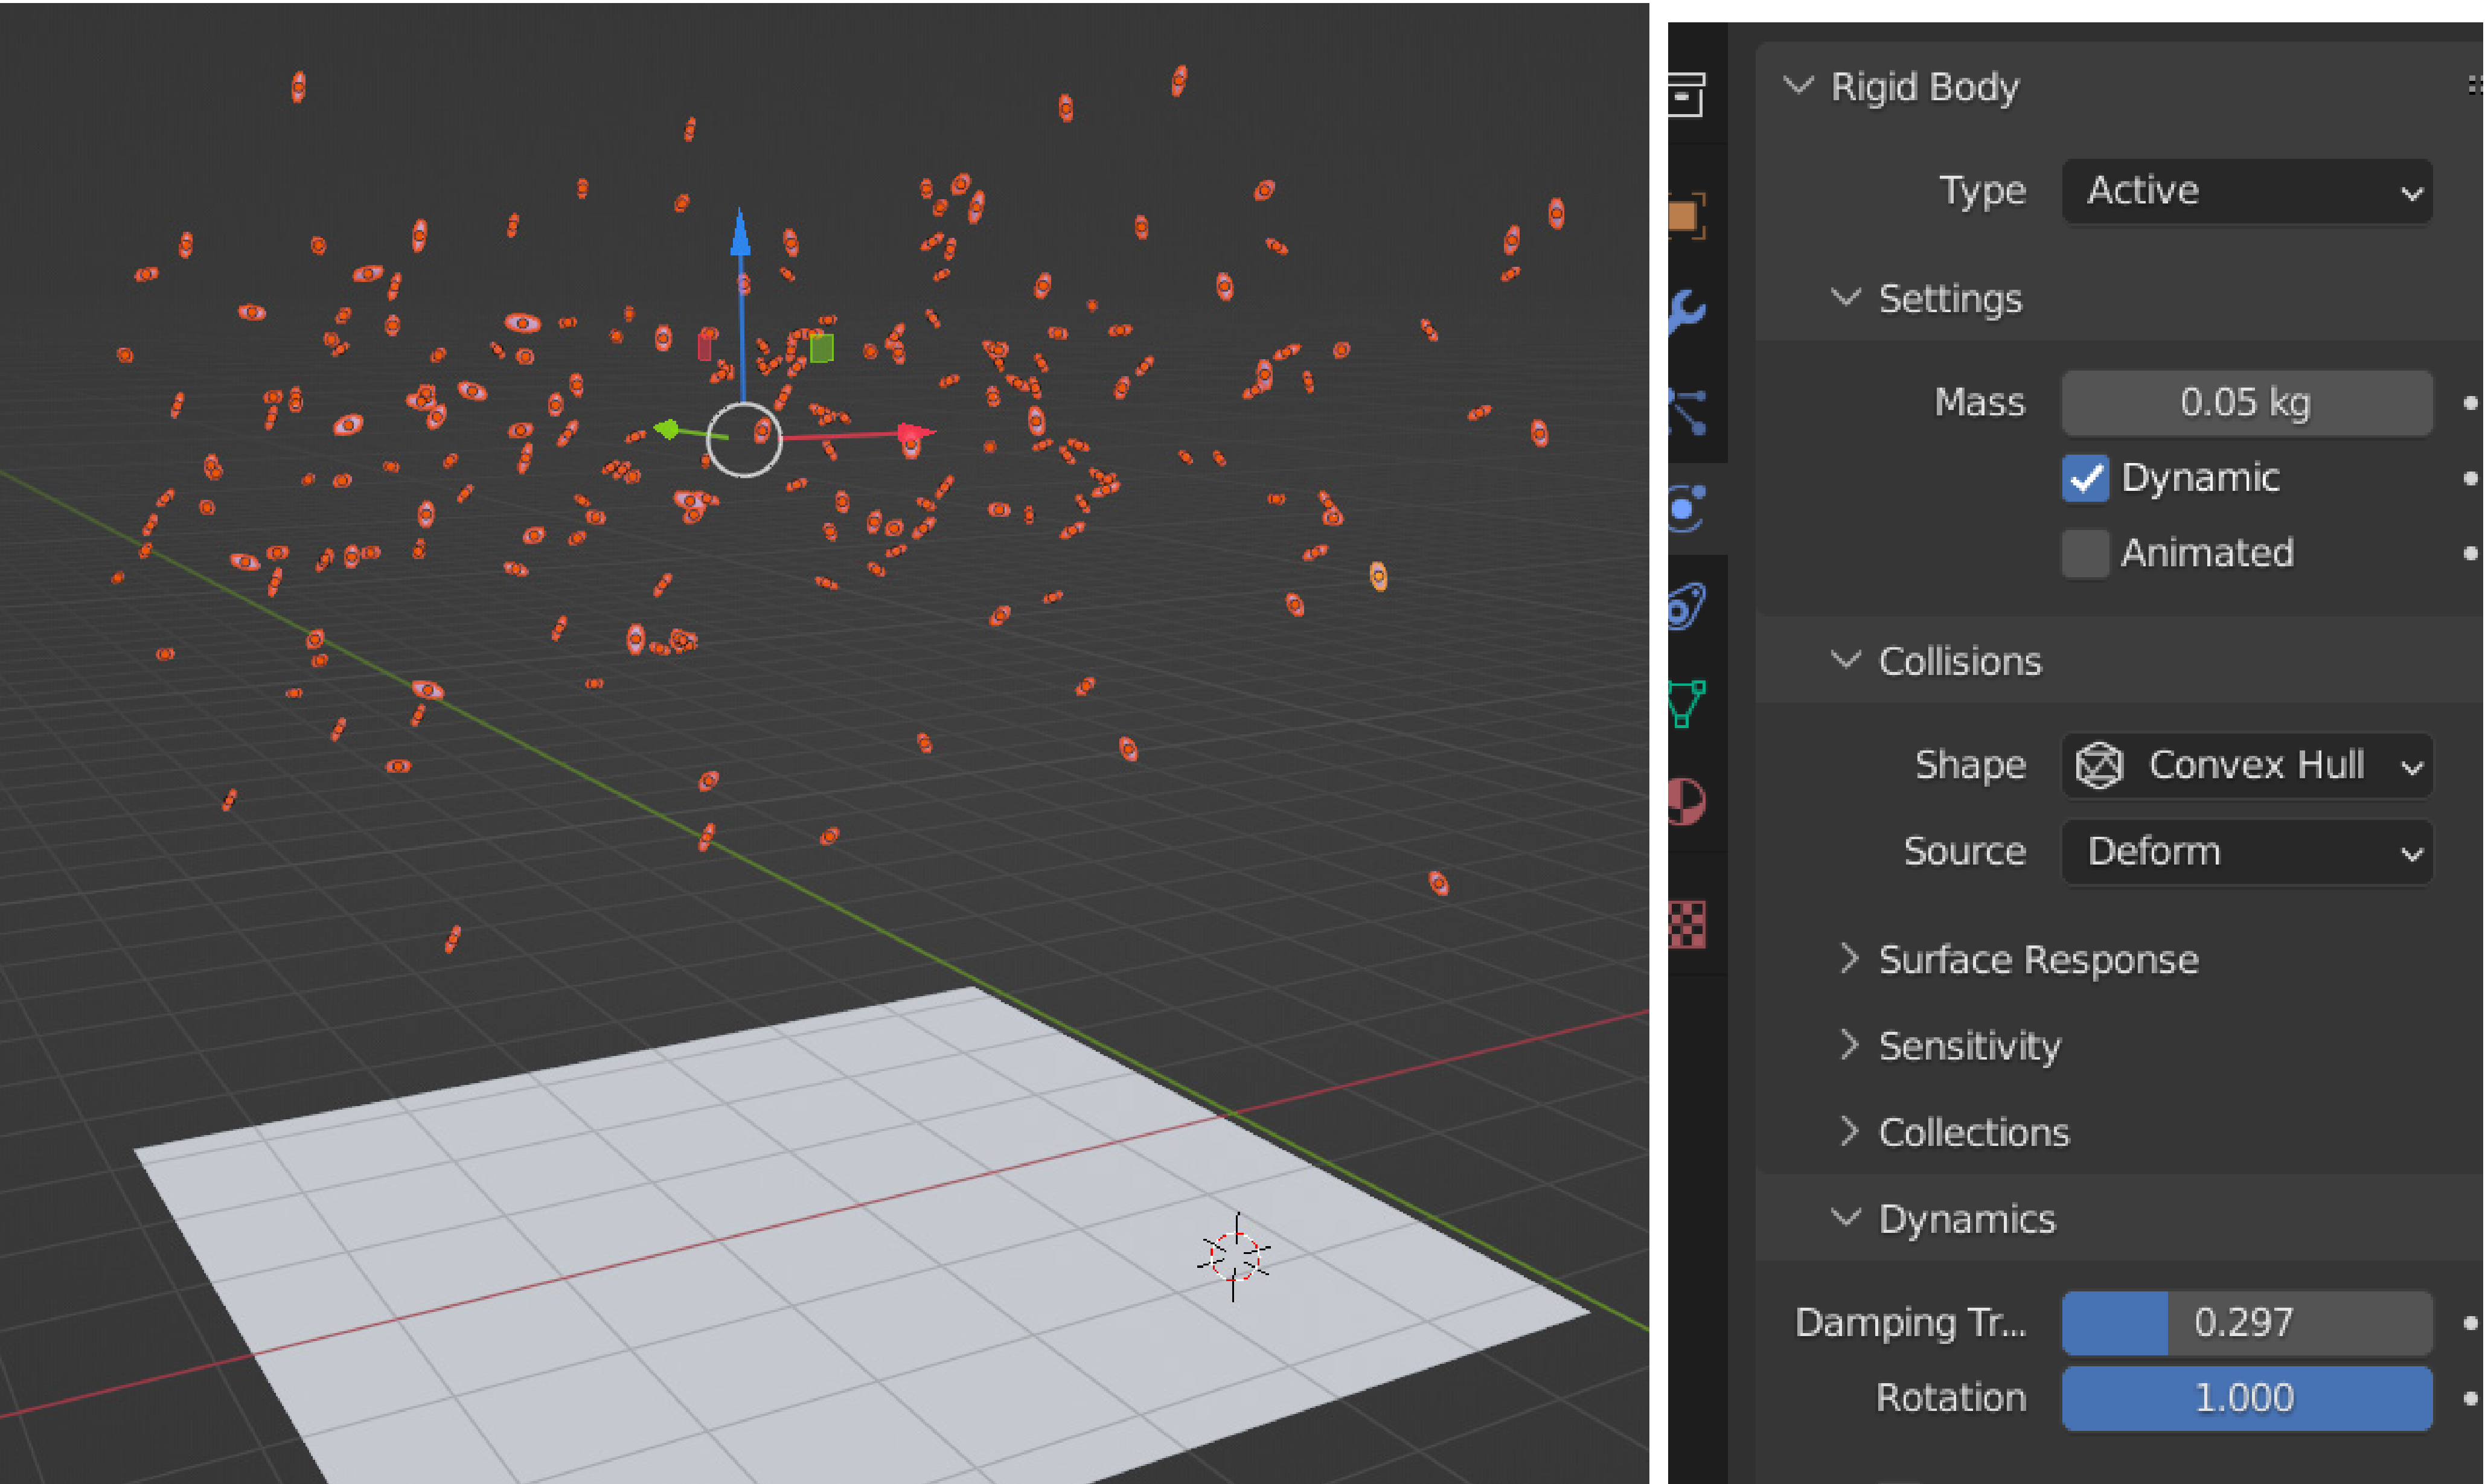 Rigid Body
Type Active
Settings
Mass 0.05 kg
Dynamic
Animated
Collisions
Shape Convex Hull
Source Deform
Surface Response
Sensitivity
Collections
Dynamics
Damping Tr... 0.297
Rotation 1.000